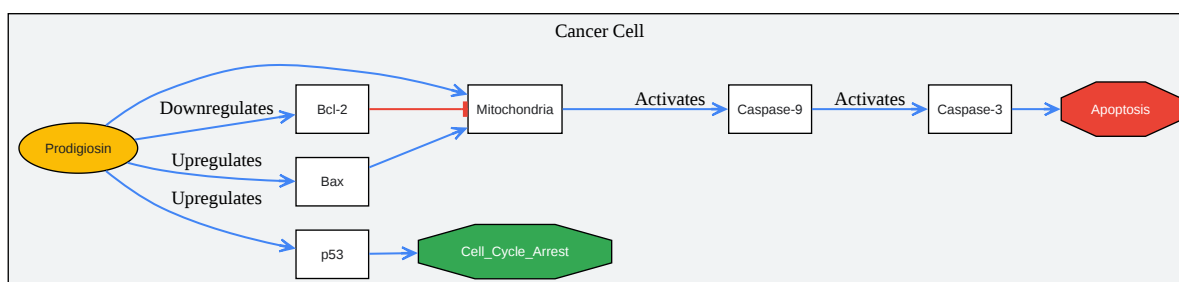 Cancer Cell
Downregulates
Bcl-2
Mitochondria
Activates
Caspase-9
Activates
Caspase-3
Apoptosis
Prodigiosin
Upregulates
Bax
Upregulates
p53
Cell_Cycle_Arrest